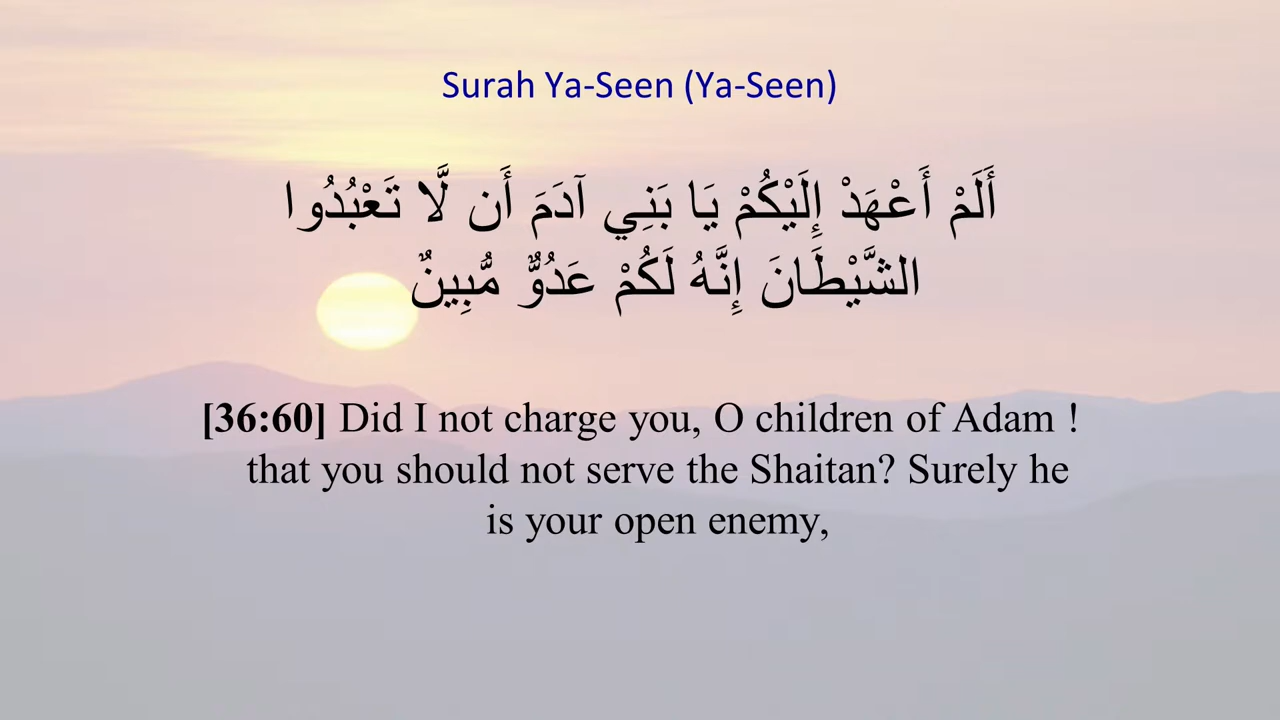 Surah Ya-Seen (Ya-Seen)
أَلَمْ أَعْهَدْ إِلَيْكُمْ يَا بَنِي آدَمَ أَن لَّا تَعْبُدُوا
الشَّيْطَانَ إِنَّهُ لَكُمْ عَدُوٌّ مُّبِينٌ
[36:60] Did I not charge you, O children of Adam !
that you should not serve the Shaitan? Surely he
is your open enemy,